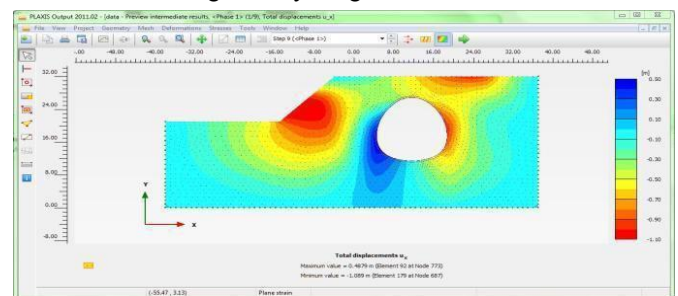 PLAXIS Output 2011.02 - [data - Preview intermediate results, <Phase 1> (1/9), Total displacements u_x]
File View Project Geometry Mesh Deformations Stresses Tools Window Help
Step 9 (<Phase 1>)
-48.00 -40.00 -32.00 -24.00 -16.00 -8.00 0.00 8.00 16.00 24.00 32.00 40.00 48.00
32.00
24.00
16.00
8.00
0.00
-8.00
Y
X
[m]
0.50
0.30
0.10
-0.10
-0.30
-0.50
-0.70
-0.90
-1.10
Total displacements ux
Maximum value = 0.4879 m (Element 92 at Node 773)
Minimum value = -1.089 m (Element 179 at Node 687)
(-55.47 , 3.13) Plane strain